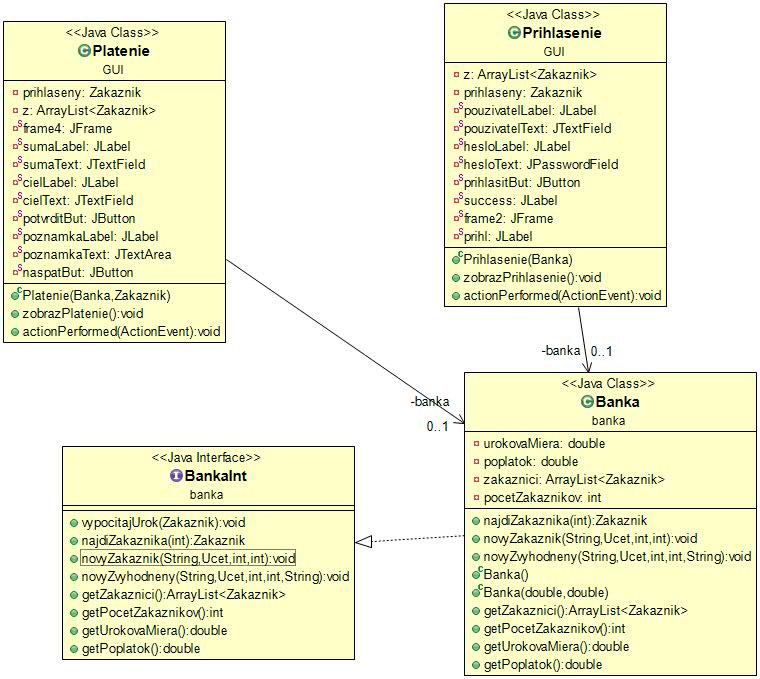 <<Java Class>>
Platenie
GUI
prihlaseny: Zakaznik
z: ArrayList<Zakaznik>
frame4: JFrame
sumaLabel: JLabel
sumaText: JTextField
cielLabel: JLabel
cielText: JTextField
potvrditBut: JButton
poznamkaLabel: JLabel
poznamkaText: JTextArea
naspatBut: JButton
Platenie(Banka,Zakaznik)
zobrazPlatenie():void
actionPerformed(ActionEvent):void
<<Java Class>>
Prihlasenie
GUI
z: ArrayList<Zakaznik>
prihlaseny: Zakaznik
pouzivatelLabel: JLabel
pouzivatelText: JTextField
hesloLabel: JLabel
hesloText: JPasswordField
prihlasitBut: JButton
success: JLabel
frame2: JFrame
prihl: JLabel
Prihlasenie(Banka)
zobrazPrihlasenie():void
actionPerformed(ActionEvent):void
-banka 0..1
-banka
0..1
<<Java Class>>
Banka
banka
urokovaMiera: double
poplatok: double
zakaznici: ArrayList<Zakaznik>
pocetZakaznikov: int
najdiZakaznika(int):Zakaznik
novyZakaznik(String,Ucet,int,int):void
novyZvyhodneny(String,Ucet,int,int,String):void
Banka()
Banka(double,double)
getZakaznici():ArrayList<Zakaznik>
getPocetZakaznikov():int
getUrokovaMiera():double
getPoplatok():double
<<Java Interface>>
BankaInt
banka
vypocitajUrok(Zakaznik):void
najdiZakaznika(int):Zakaznik
novyZakaznik(String,Ucet,int,int):void
novyZvyhodneny(String,Ucet,int,int,String):void
getZakaznici():ArrayList<Zakaznik>
getPocetZakaznikov():int
getUrokovaMiera():double
getPoplatok():double